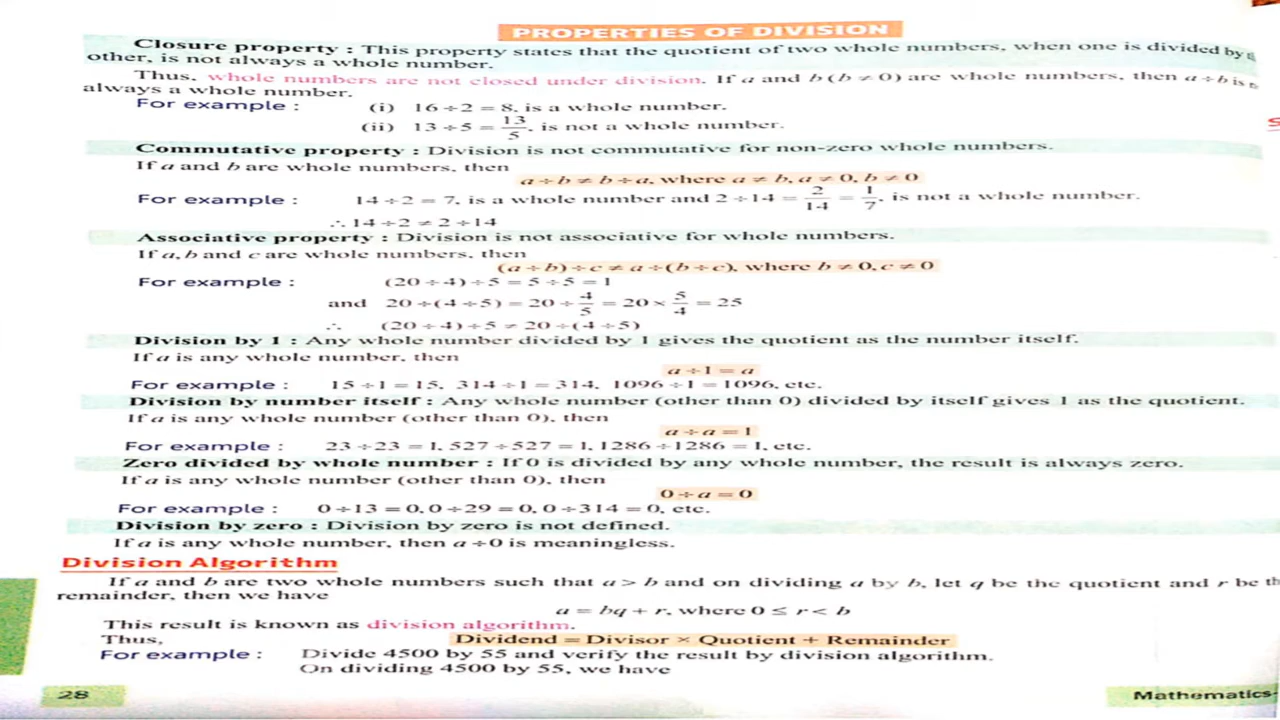 PROPERTIES OF DIVISION
Closure property : This property states that the quotient of two whole numbers, when one is divided by
other, is not always a whole number.
Thus, whole numbers are not closed under division. If a and b (b ≠ 0) are whole numbers, then a ÷ b is
always a whole number.
For example : (i) 16 ÷ 2 = 8, is a whole number.
(ii) 13 ÷ 5 = 13/5, is not a whole number.
Commutative property : Division is not commutative for non-zero whole numbers.
If a and b are whole numbers, then
a ÷ b ≠ b ÷ a, where a ≠ b, a ≠ 0, b ≠ 0
For example : 14 ÷ 2 = 7, is a whole number and 2 ÷ 14 = 2/14 = 1/7, is not a whole number.
∴ 14 ÷ 2 ≠ 2 ÷ 14
Associative property : Division is not associative for whole numbers.
If a, b and c are whole numbers, then
(a ÷ b) ÷ c ≠ a ÷ (b ÷ c), where b ≠ 0, c ≠ 0
For example : (20 ÷ 4) ÷ 5 = 5 ÷ 5 = 1
and 20 ÷ (4 ÷ 5) = 20 ÷ 4/5 = 20 × 5/4 = 25
∴ (20 ÷ 4) ÷ 5 ≠ 20 ÷ (4 ÷ 5)
Division by 1 : Any whole number divided by 1 gives the quotient as the number itself.
If a is any whole number, then
a ÷ 1 = a
For example : 15 ÷ 1 = 15, 314 ÷ 1 = 314, 1096 ÷ 1 = 1096, etc.
Division by number itself : Any whole number (other than 0) divided by itself gives 1 as the quotient.
If a is any whole number (other than 0), then
a ÷ a = 1
For example : 23 ÷ 23 = 1, 527 ÷ 527 = 1, 1286 ÷ 1286 = 1, etc.
Zero divided by whole number : If 0 is divided by any whole number, the result is always zero.
If a is any whole number (other than 0), then
0 ÷ a = 0
For example : 0 ÷ 13 = 0, 0 ÷ 29 = 0, 0 ÷ 314 = 0, etc.
Division by zero : Division by zero is not defined.
If a is any whole number, then a ÷ 0 is meaningless.
Division Algorithm
If a and b are two whole numbers such that a > b and on dividing a by b, let q be the quotient and r be
remainder, then we have
a = bq + r, where 0 ≤ r < b
This result is known as division algorithm.
Thus, Dividend = Divisor × Quotient + Remainder
For example : Divide 4500 by 55 and verify the result by division algorithm.
On dividing 4500 by 55, we have
28
Mathematics